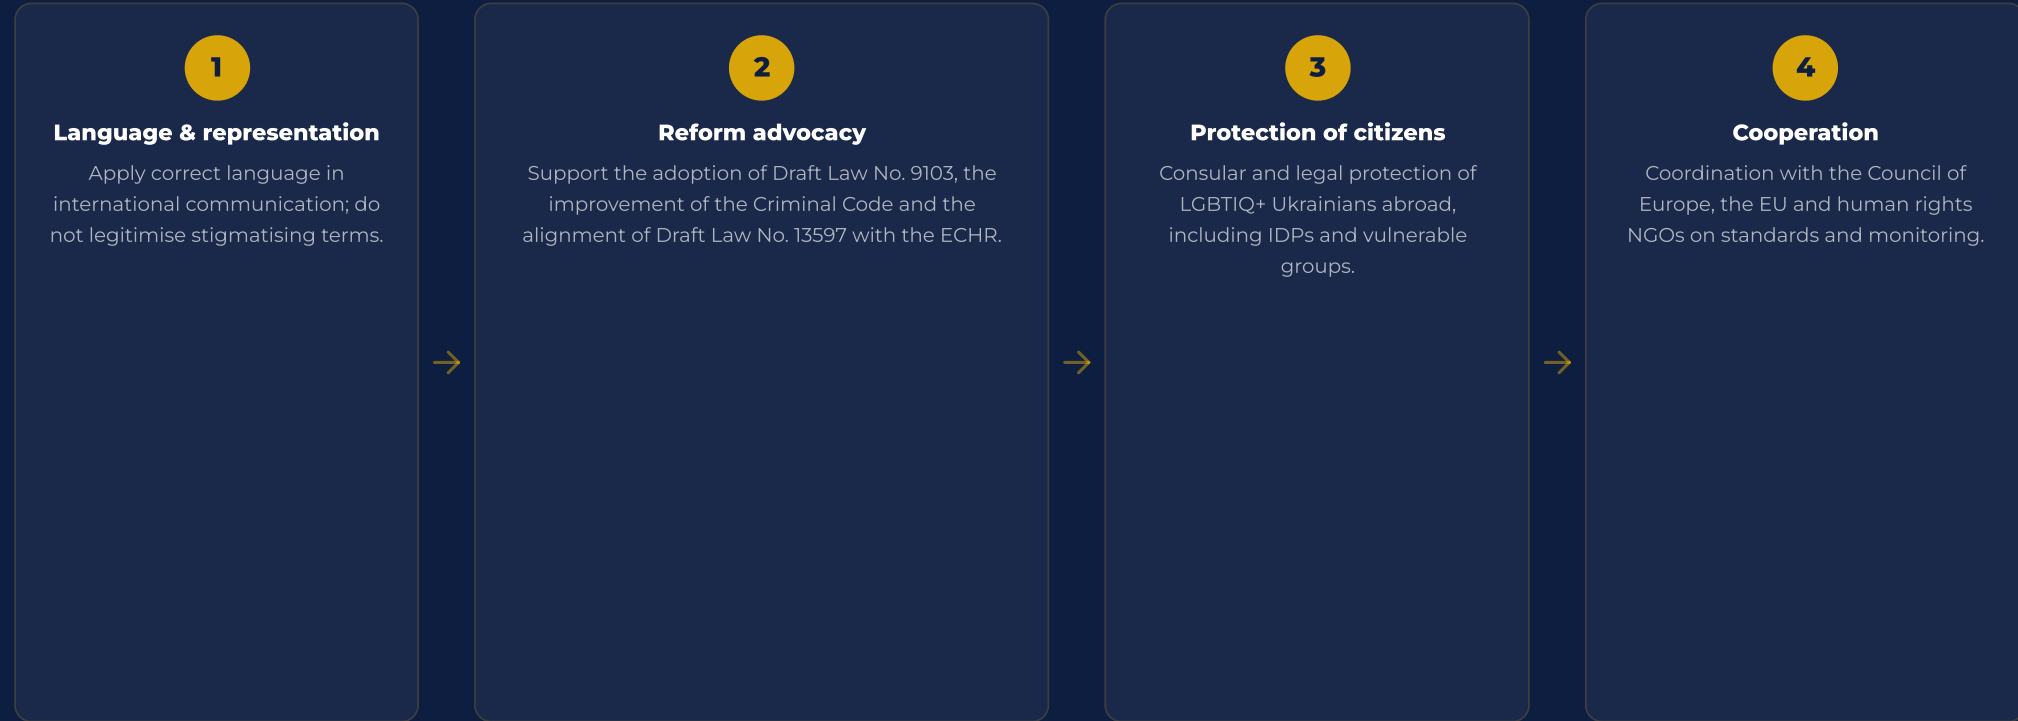 1
Language & representation
Apply correct language in
international communication; do
not legitimise stigmatising terms.
→
2
Reform advocacy
Support the adoption of Draft Law No. 9103, the
improvement of the Criminal Code and the
alignment of Draft Law No. 13597 with the ECHR.
→
3
Protection of citizens
Consular and legal protection of
LGBTIQ+ Ukrainians abroad,
including IDPs and vulnerable
groups.
→
4
Cooperation
Coordination with the Council of
Europe, the EU and human rights
NGOs on standards and monitoring.